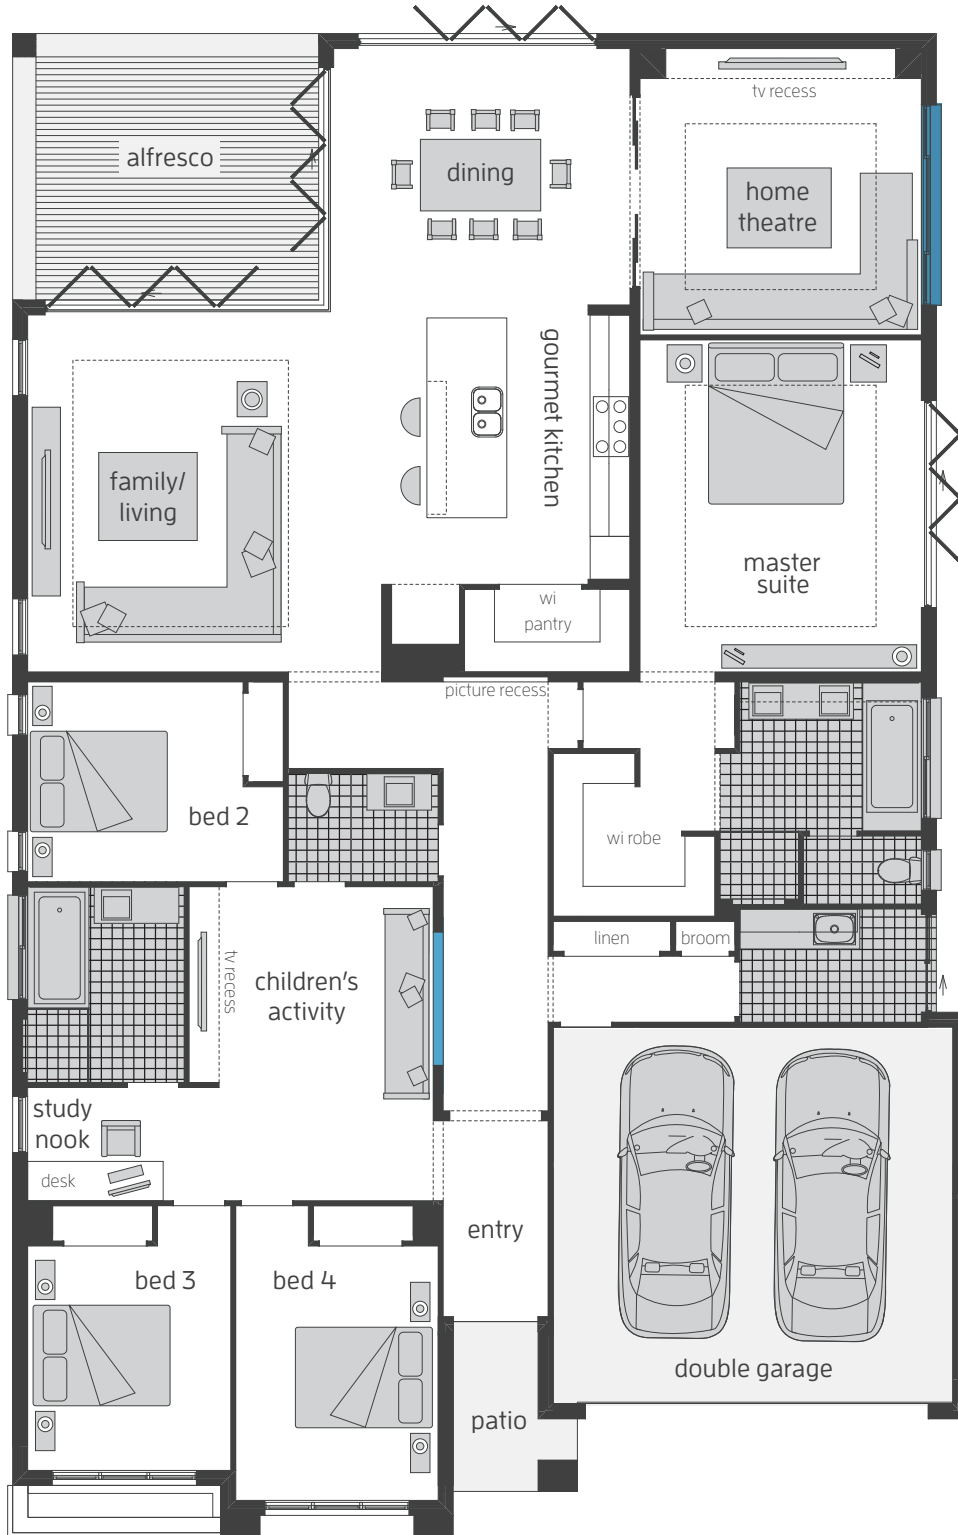 tv recess
alfresco
dining
home
theatre
gourmet kitchen
family/
living
master
suite
wi
pantry
picture recess
bed 2
wi robe
linen
broom
tv recess
children's
activity
study
nook
desk
entry
bed 3
bed 4
double garage
patio